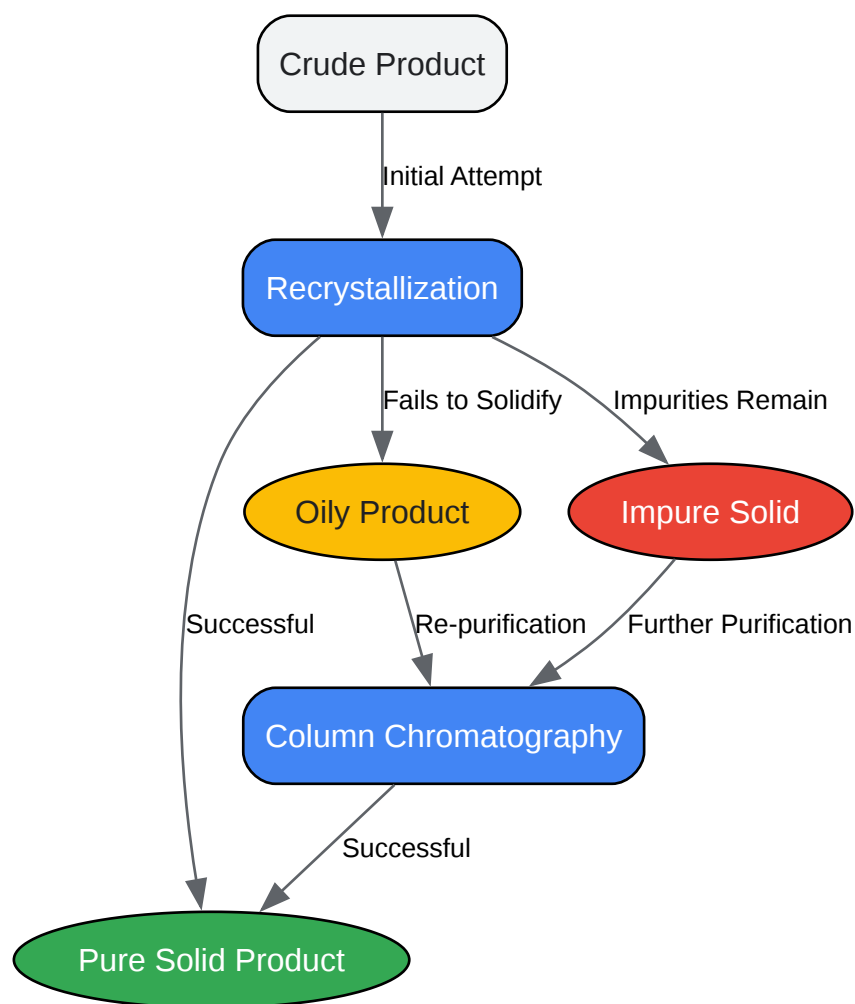 Crude Product
Initial Attempt
Recrystallization
Fails to Solidify
Impurities Remain
Oily Product
Impure Solid
Successful
Re-purification
Further Purification
Column Chromatography
Successful
Pure Solid Product